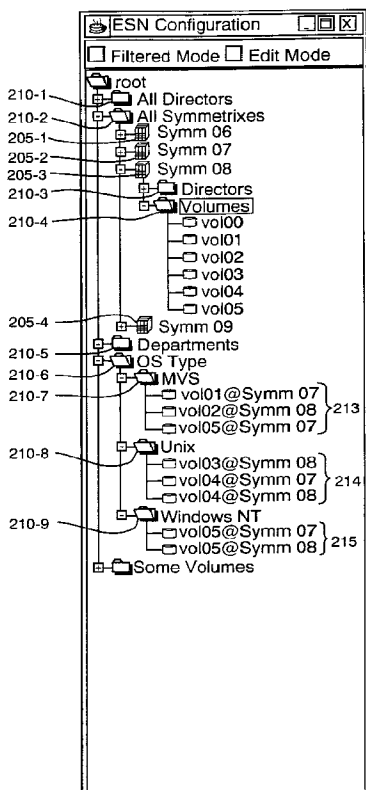 ESN Configuration
Filtered Mode Edit Mode
root
210-1 All Directors
210-2 All Symmetrixes
205-1 Symm 06
205-2 Symm 07
205-3 Symm 08
210-3 Directors
210-4 Volumes
vol00
vol01
vol02
vol03
vol04
vol05
205-4 Symm 09
210-5 Departments
210-6 OS Type
210-7 MVS
vol01@Symm 07
vol02@Symm 08 213
vol05@Symm 07
210-8 Unix
vol03@Symm 08
vol04@Symm 07 214
vol04@Symm 08
210-9 Windows NT
vol05@Symm 07
vol05@Symm 08 215
Some Volumes